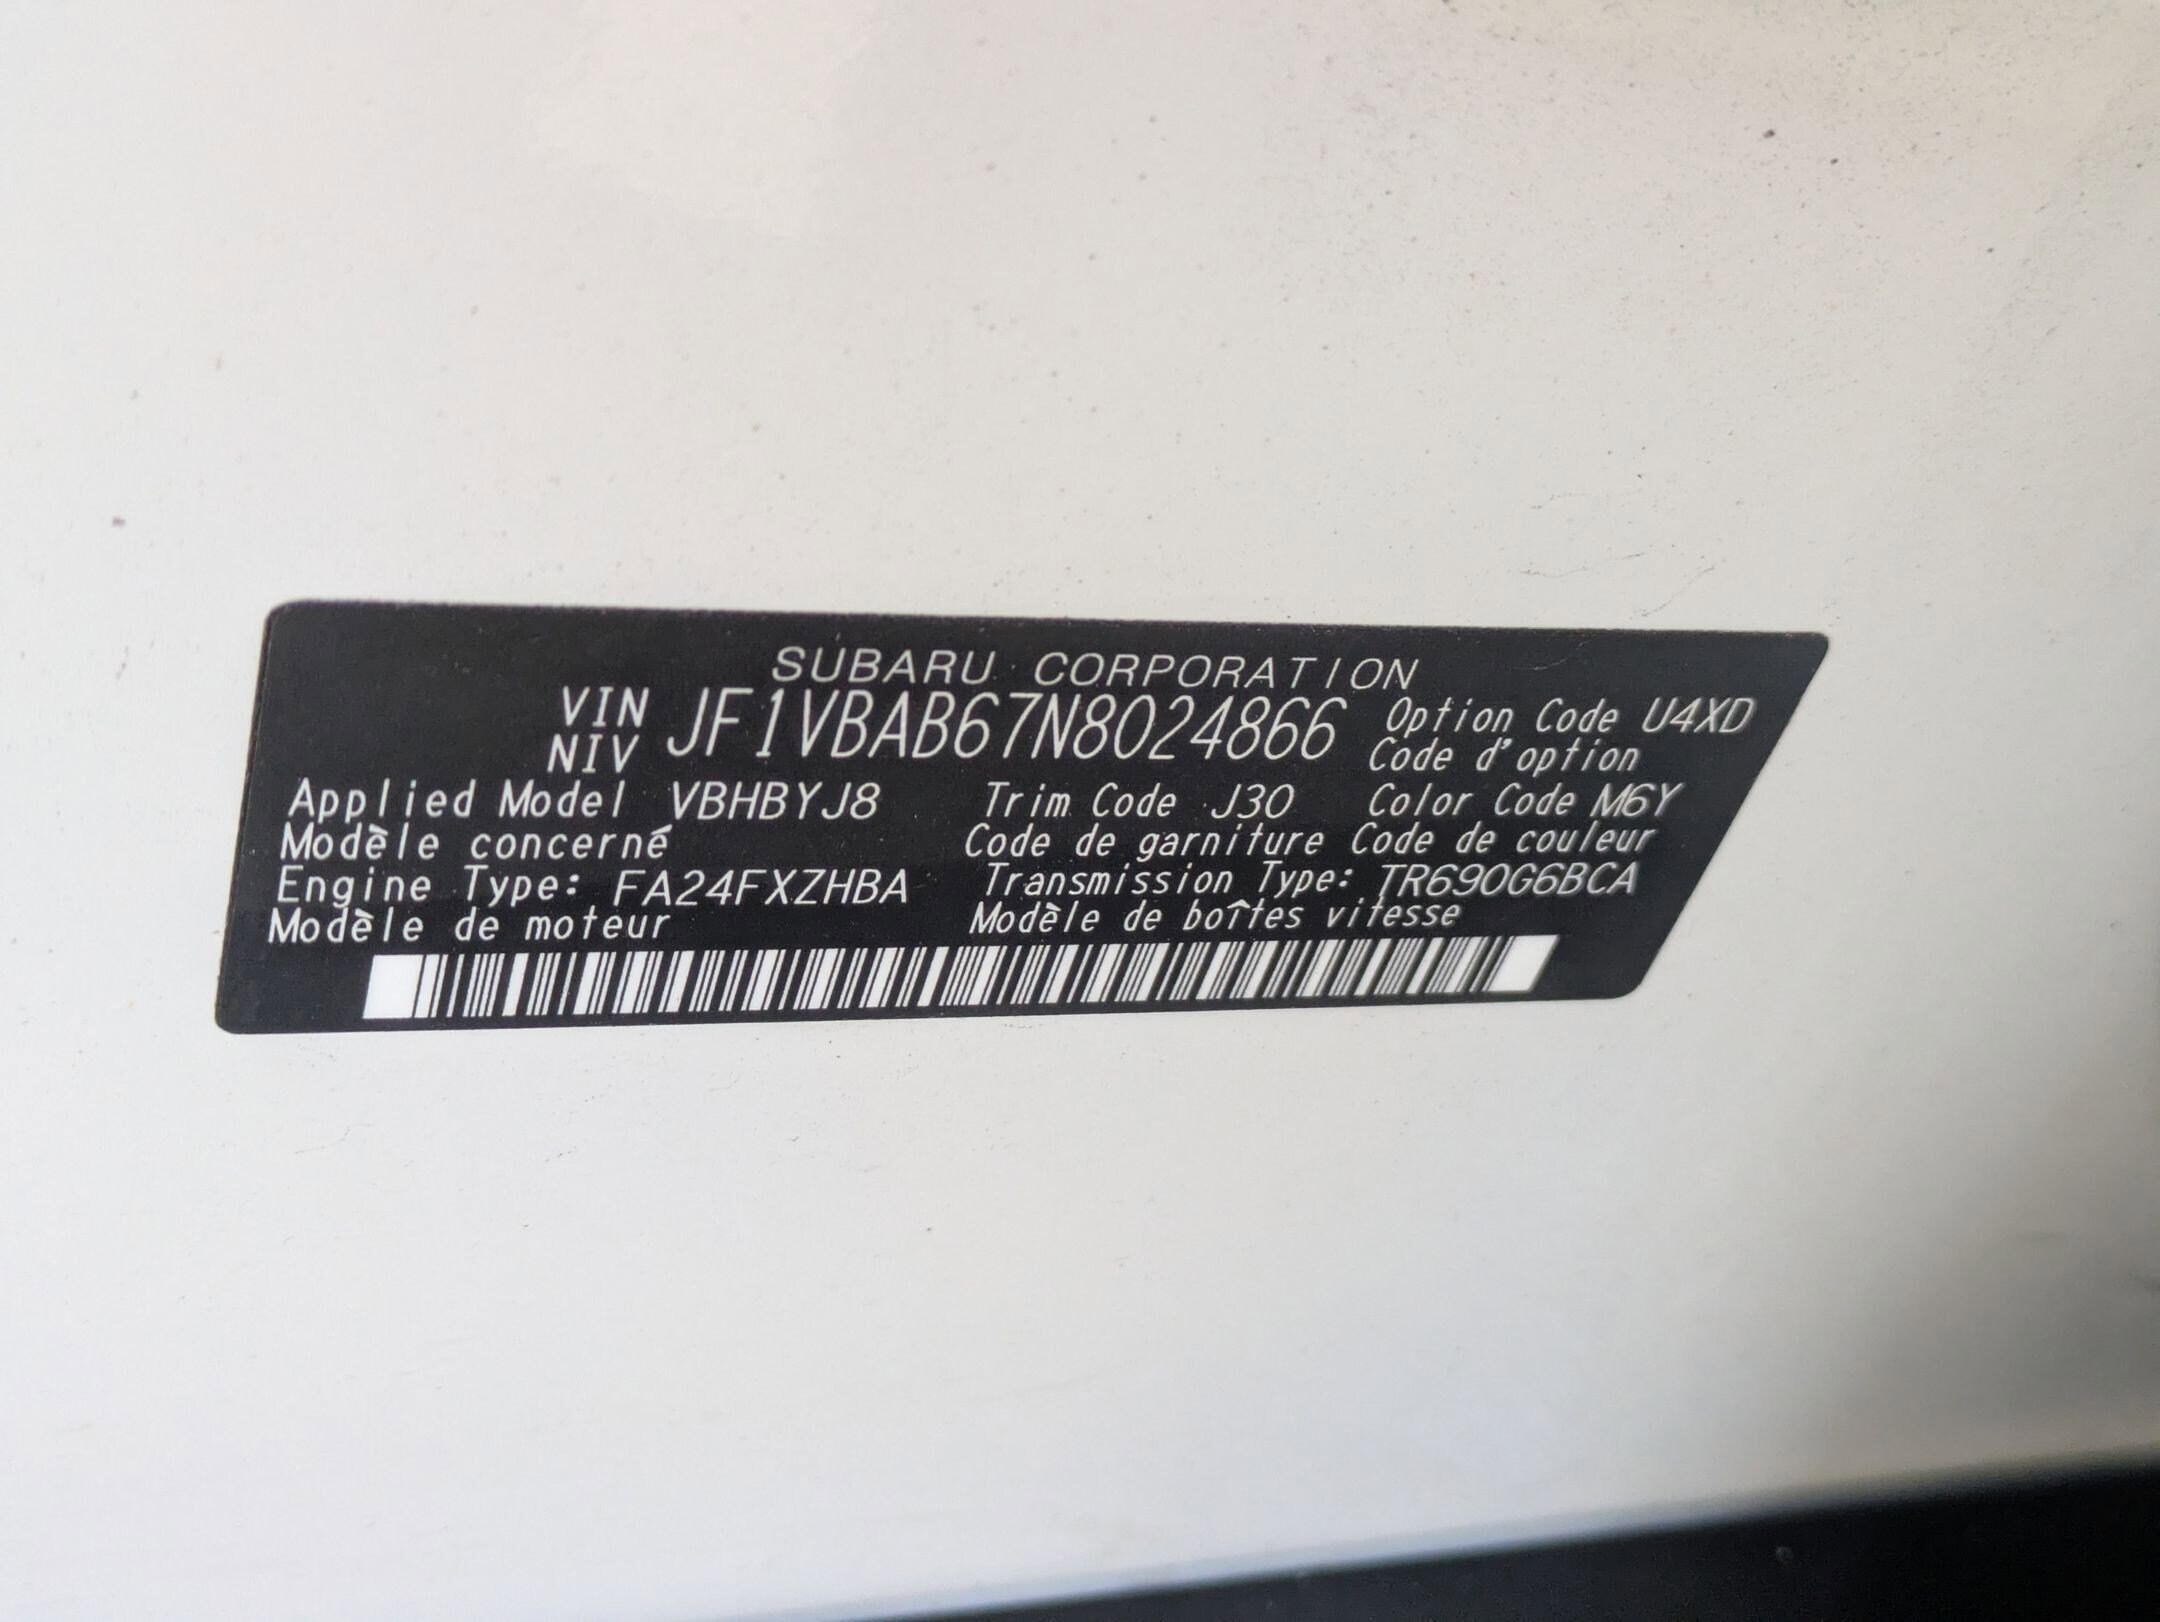 SUBARU CORPORATION
VIN JF1VBAB67N8024866 Option Code U4XD
NIV Code d'option
Applied Model VBHBYJ8 Trim Code J30 Color Code M6Y
Modèle concerné Code de garniture Code de couleur
Engine Type: FA24FXZHBA Transmission Type: TR690G6BCA
Modèle de moteur Modèle de boîtes vitesse